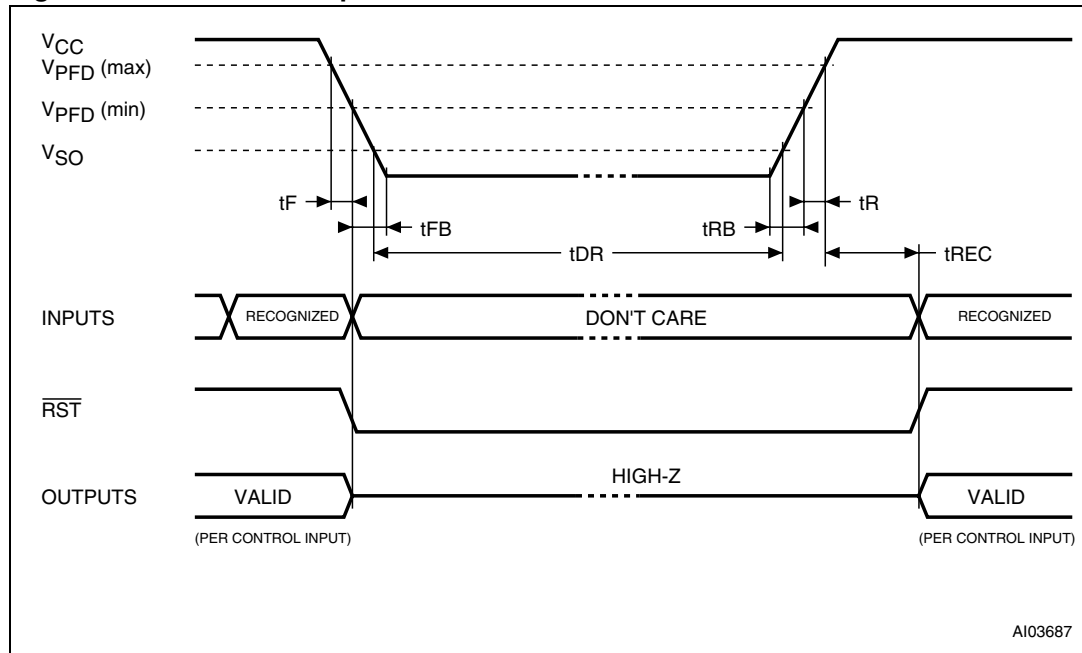 VCC
VPFD (max)
VPFD (min)
VSO
tF
tFB
tDR
tRB
tR
tREC
INPUTS
RECOGNIZED
DON'T CARE
RECOGNIZED
RST
HIGH-Z
OUTPUTS
VALID
VALID
(PER CONTROL INPUT)
(PER CONTROL INPUT)
AI03687